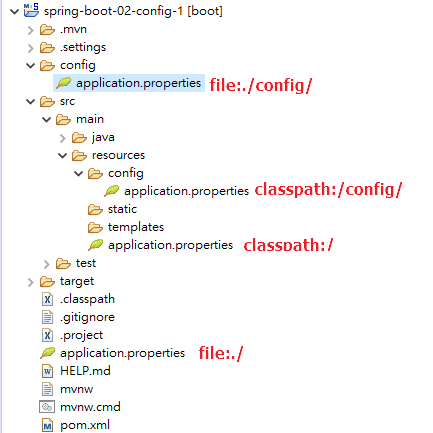 spring-boot-02-config-1 [boot]
.mvn
.settings
config
application.properties file:./config/
src
main
java
resources
config
application.properties classpath:/config/
static
templates
application.properties classpath:/
test
target
.classpath
.gitignore
.project
application.properties file:./
HELP.md
mvnw
mvnw.cmd
pom.xml